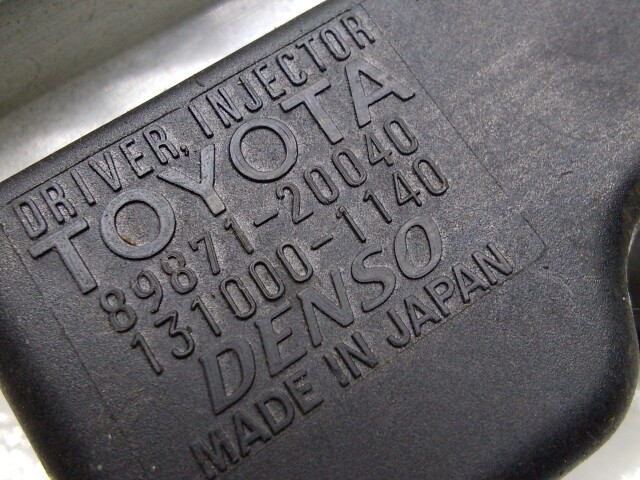 DRIVER, INJECTOR
TOYOTA
89871-20040
131000-1140
DENSO
MADE IN JAPAN